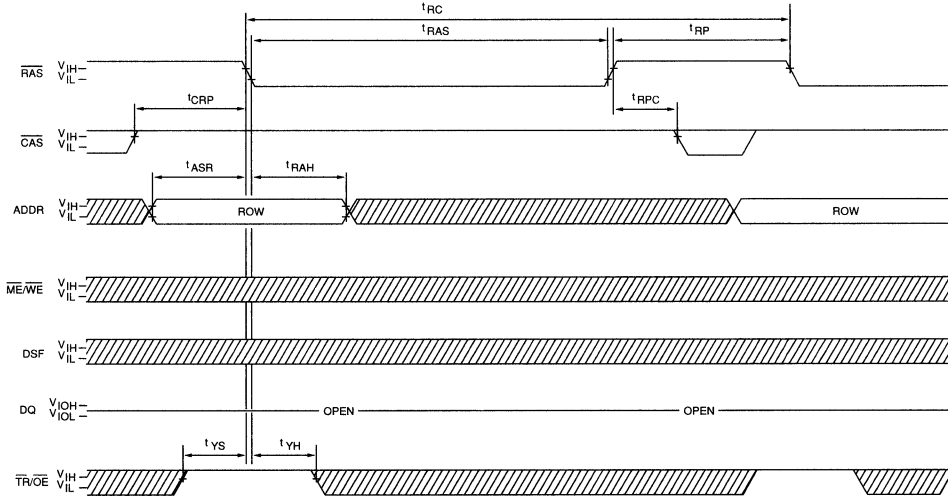 tRC
tRAS
tRP
RAS VIH
VIL
tCRP
tRPC
CAS VIH
VIL
tASR
tRAH
ADDR VIH
VIL
ROW
ROW
ME/WE VIH
VIL
DSF VIH
VIL
DQ VIOH
VIOL
OPEN
OPEN
tYS
tYH
TR/OE VIH
VIL